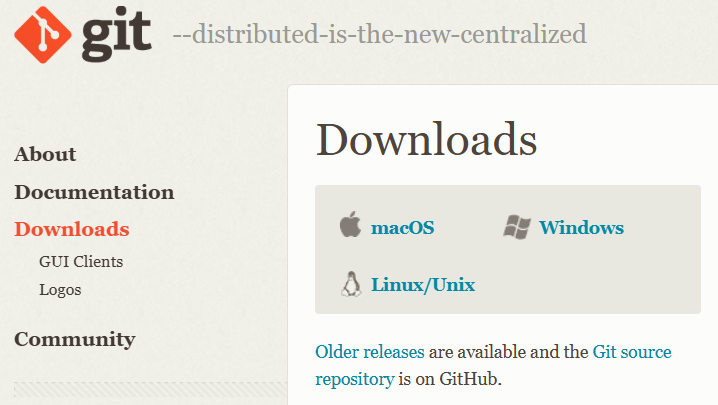 git --distributed-is-the-new-centralized
About
Documentation
Downloads
GUI Clients
Logos
Community
Downloads
macOS
Windows
Linux/Unix
Older releases are available and the Git source
repository is on GitHub.